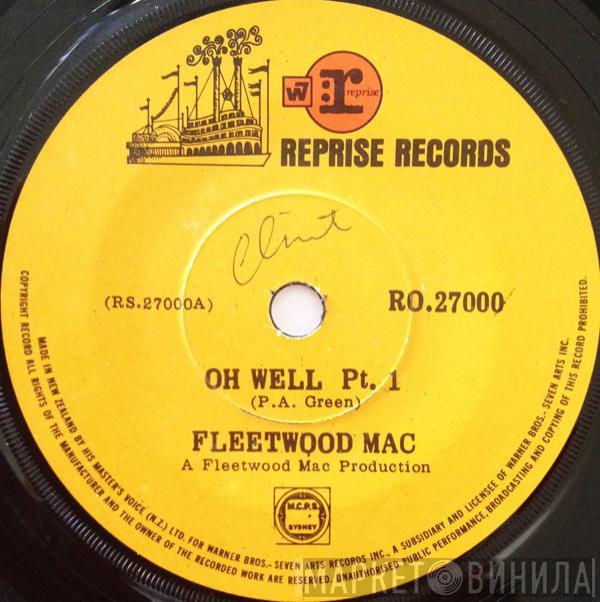 W7 r: reprise
REPRISE RECORDS
Clint
(RS.27000A)
RO.27000
OH WELL Pt. 1
(P.A. Green)
FLEETWOOD MAC
A Fleetwood Mac Production
M.C.P.S.
SYDNEY
COPYRIGHT RECORD ALL RIGHTS OF THE MANUFACTURER AND THE OWNER OF THE RECORDED WORK ARE RESERVED. UNAUTHORISED PUBLIC PERFORMANCE, BROADCASTING AND COPYING OF THIS RECORD PROHIBITED.
MADE IN NEW ZEALAND BY HIS MASTER'S VOICE (N.Z.) LTD. FOR WARNER BROS.- SEVEN ARTS RECORDS INC., A SUBSIDIARY AND LICENSEE OF WARNER BROS.- SEVEN ARTS INC.
МАРКЕТ ВИНИЛА